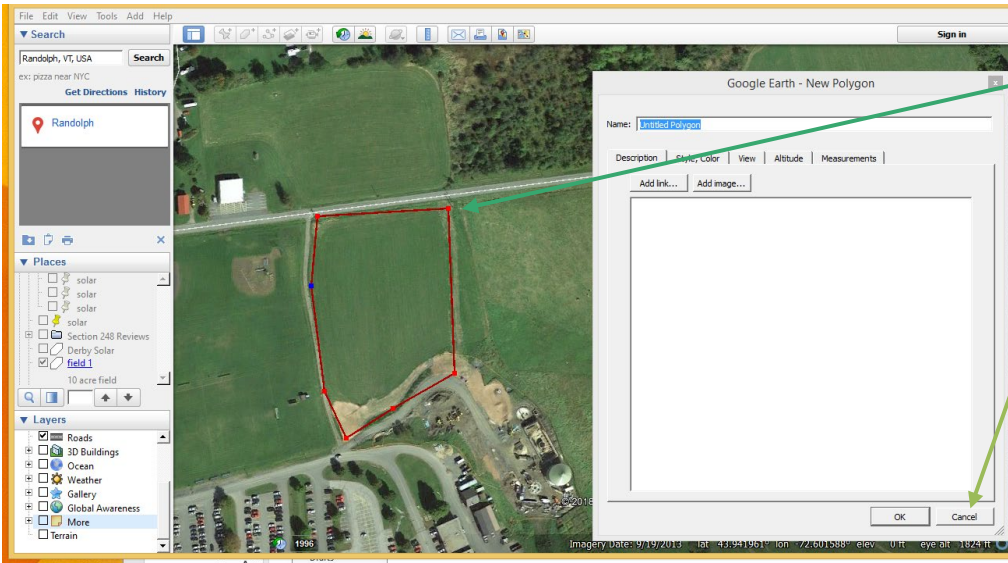 File Edit View Tools Add Help
▼ Search
Sign in
Randolph, VT, USA
Search
ex: pizza near NYC
Get Directions History
Randolph
▼ Places
solar
solar
solar
solar
Section 248 Reviews
Derby Solar
field 1
10 acre field
▼ Layers
Roads
3D Buildings
Ocean
Weather
Gallery
Global Awareness
More
Terrain
Google Earth - New Polygon
x
Name: Untitled Polygon
Description Style, Color View Altitude Measurements
Add link... Add image...
OK Cancel
©2018
1996
Imagery Date: 9/19/2013 lat 43.941961° lon -72.601588° elev 0 ft eye alt 1824 ft